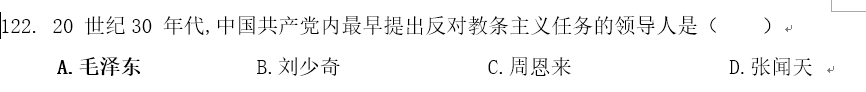 122. 20 世纪 30 年代,中国共产党内最早提出反对教条主义任务的领导人是（　　）
A.毛泽东　　B.刘少奇　　C.周恩来　　D.张闻天